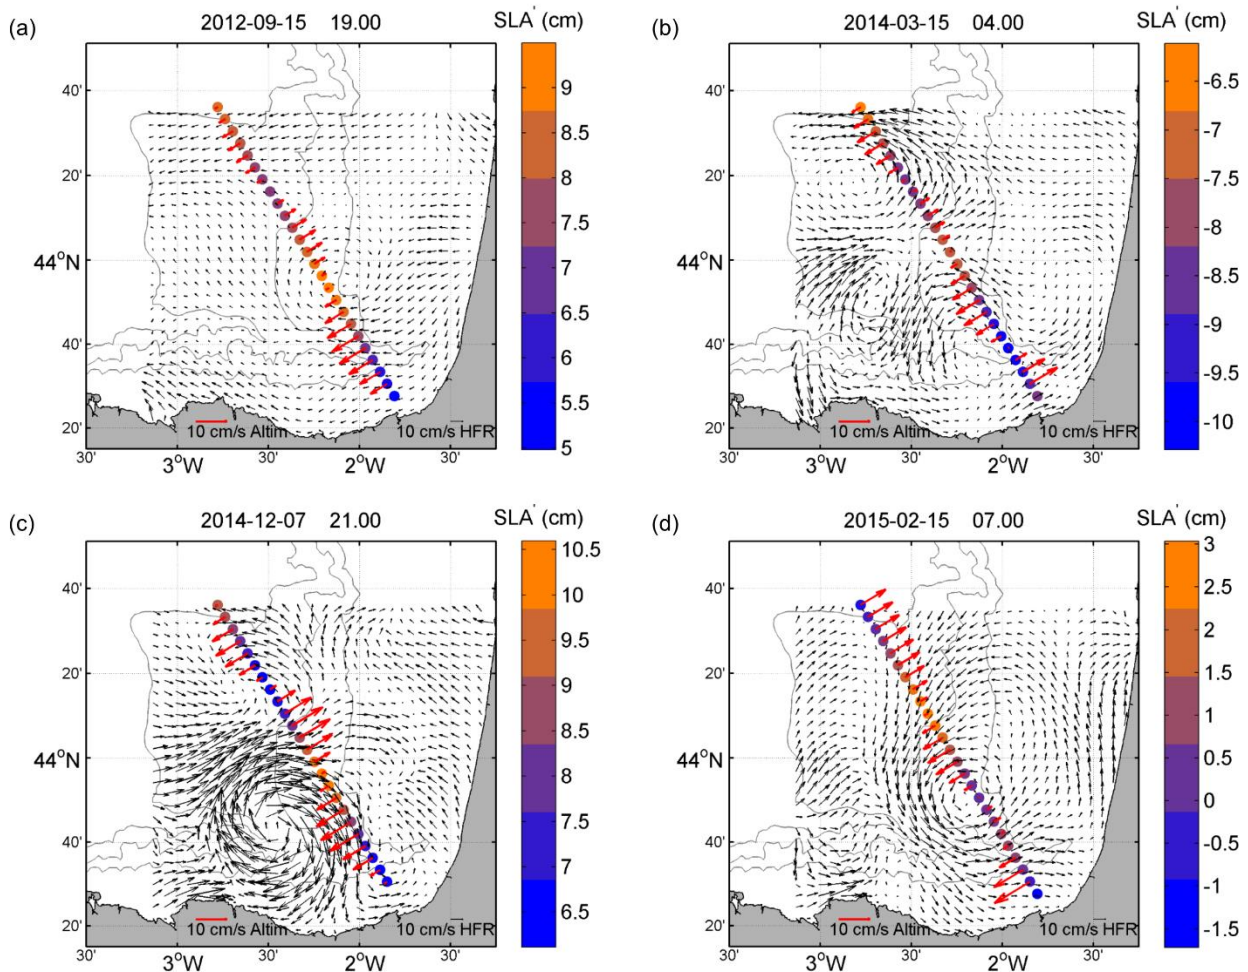 (a)
2012-09-15 19.00
SLA' (cm)
40'
20'
44°N
40'
20'
30'
3°W
30'
2°W
30'
10 cm/s Altim
10 cm/s HFR
9
8.5
8
7.5
7
6.5
6
5.5
5
(b)
2014-03-15 04.00
SLA' (cm)
40'
20'
44°N
40'
20'
30'
3°W
30'
2°W
30'
10 cm/s Altim
10 cm/s HFR
-6.5
-7
-7.5
-8
-8.5
-9
-9.5
-10
(c)
2014-12-07 21.00
SLA' (cm)
40'
20'
44°N
40'
20'
30'
3°W
30'
2°W
30'
10 cm/s Altim
10 cm/s HFR
10.5
10
9.5
9
8.5
8
7.5
7
6.5
(d)
2015-02-15 07.00
SLA' (cm)
40'
20'
44°N
40'
20'
30'
3°W
30'
2°W
30'
10 cm/s Altim
10 cm/s HFR
3
2.5
2
1.5
1
0.5
0
-0.5
-1
-1.5